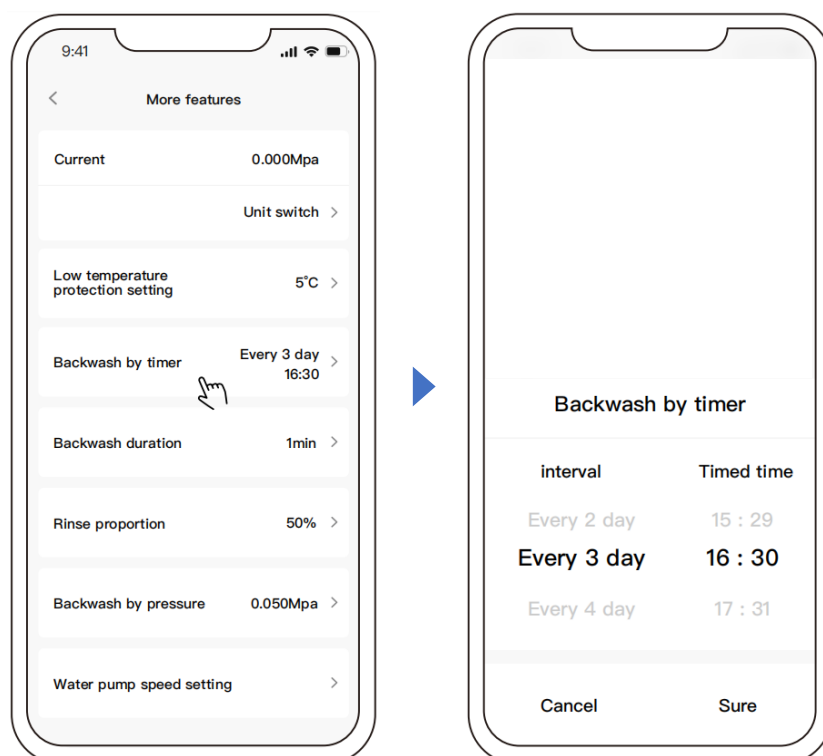 9:41
More features
Current 0.000Mpa
Unit switch
Low temperature
protection setting
5°C
Backwash by timer
Every 3 day
16:30
Backwash duration 1min
Rinse proportion 50%
Backwash by pressure 0.050Mpa
Water pump speed setting
Backwash by timer
interval Timed time
Every 2 day 15 : 29
Every 3 day 16 : 30
Every 4 day 17 : 31
Cancel Sure